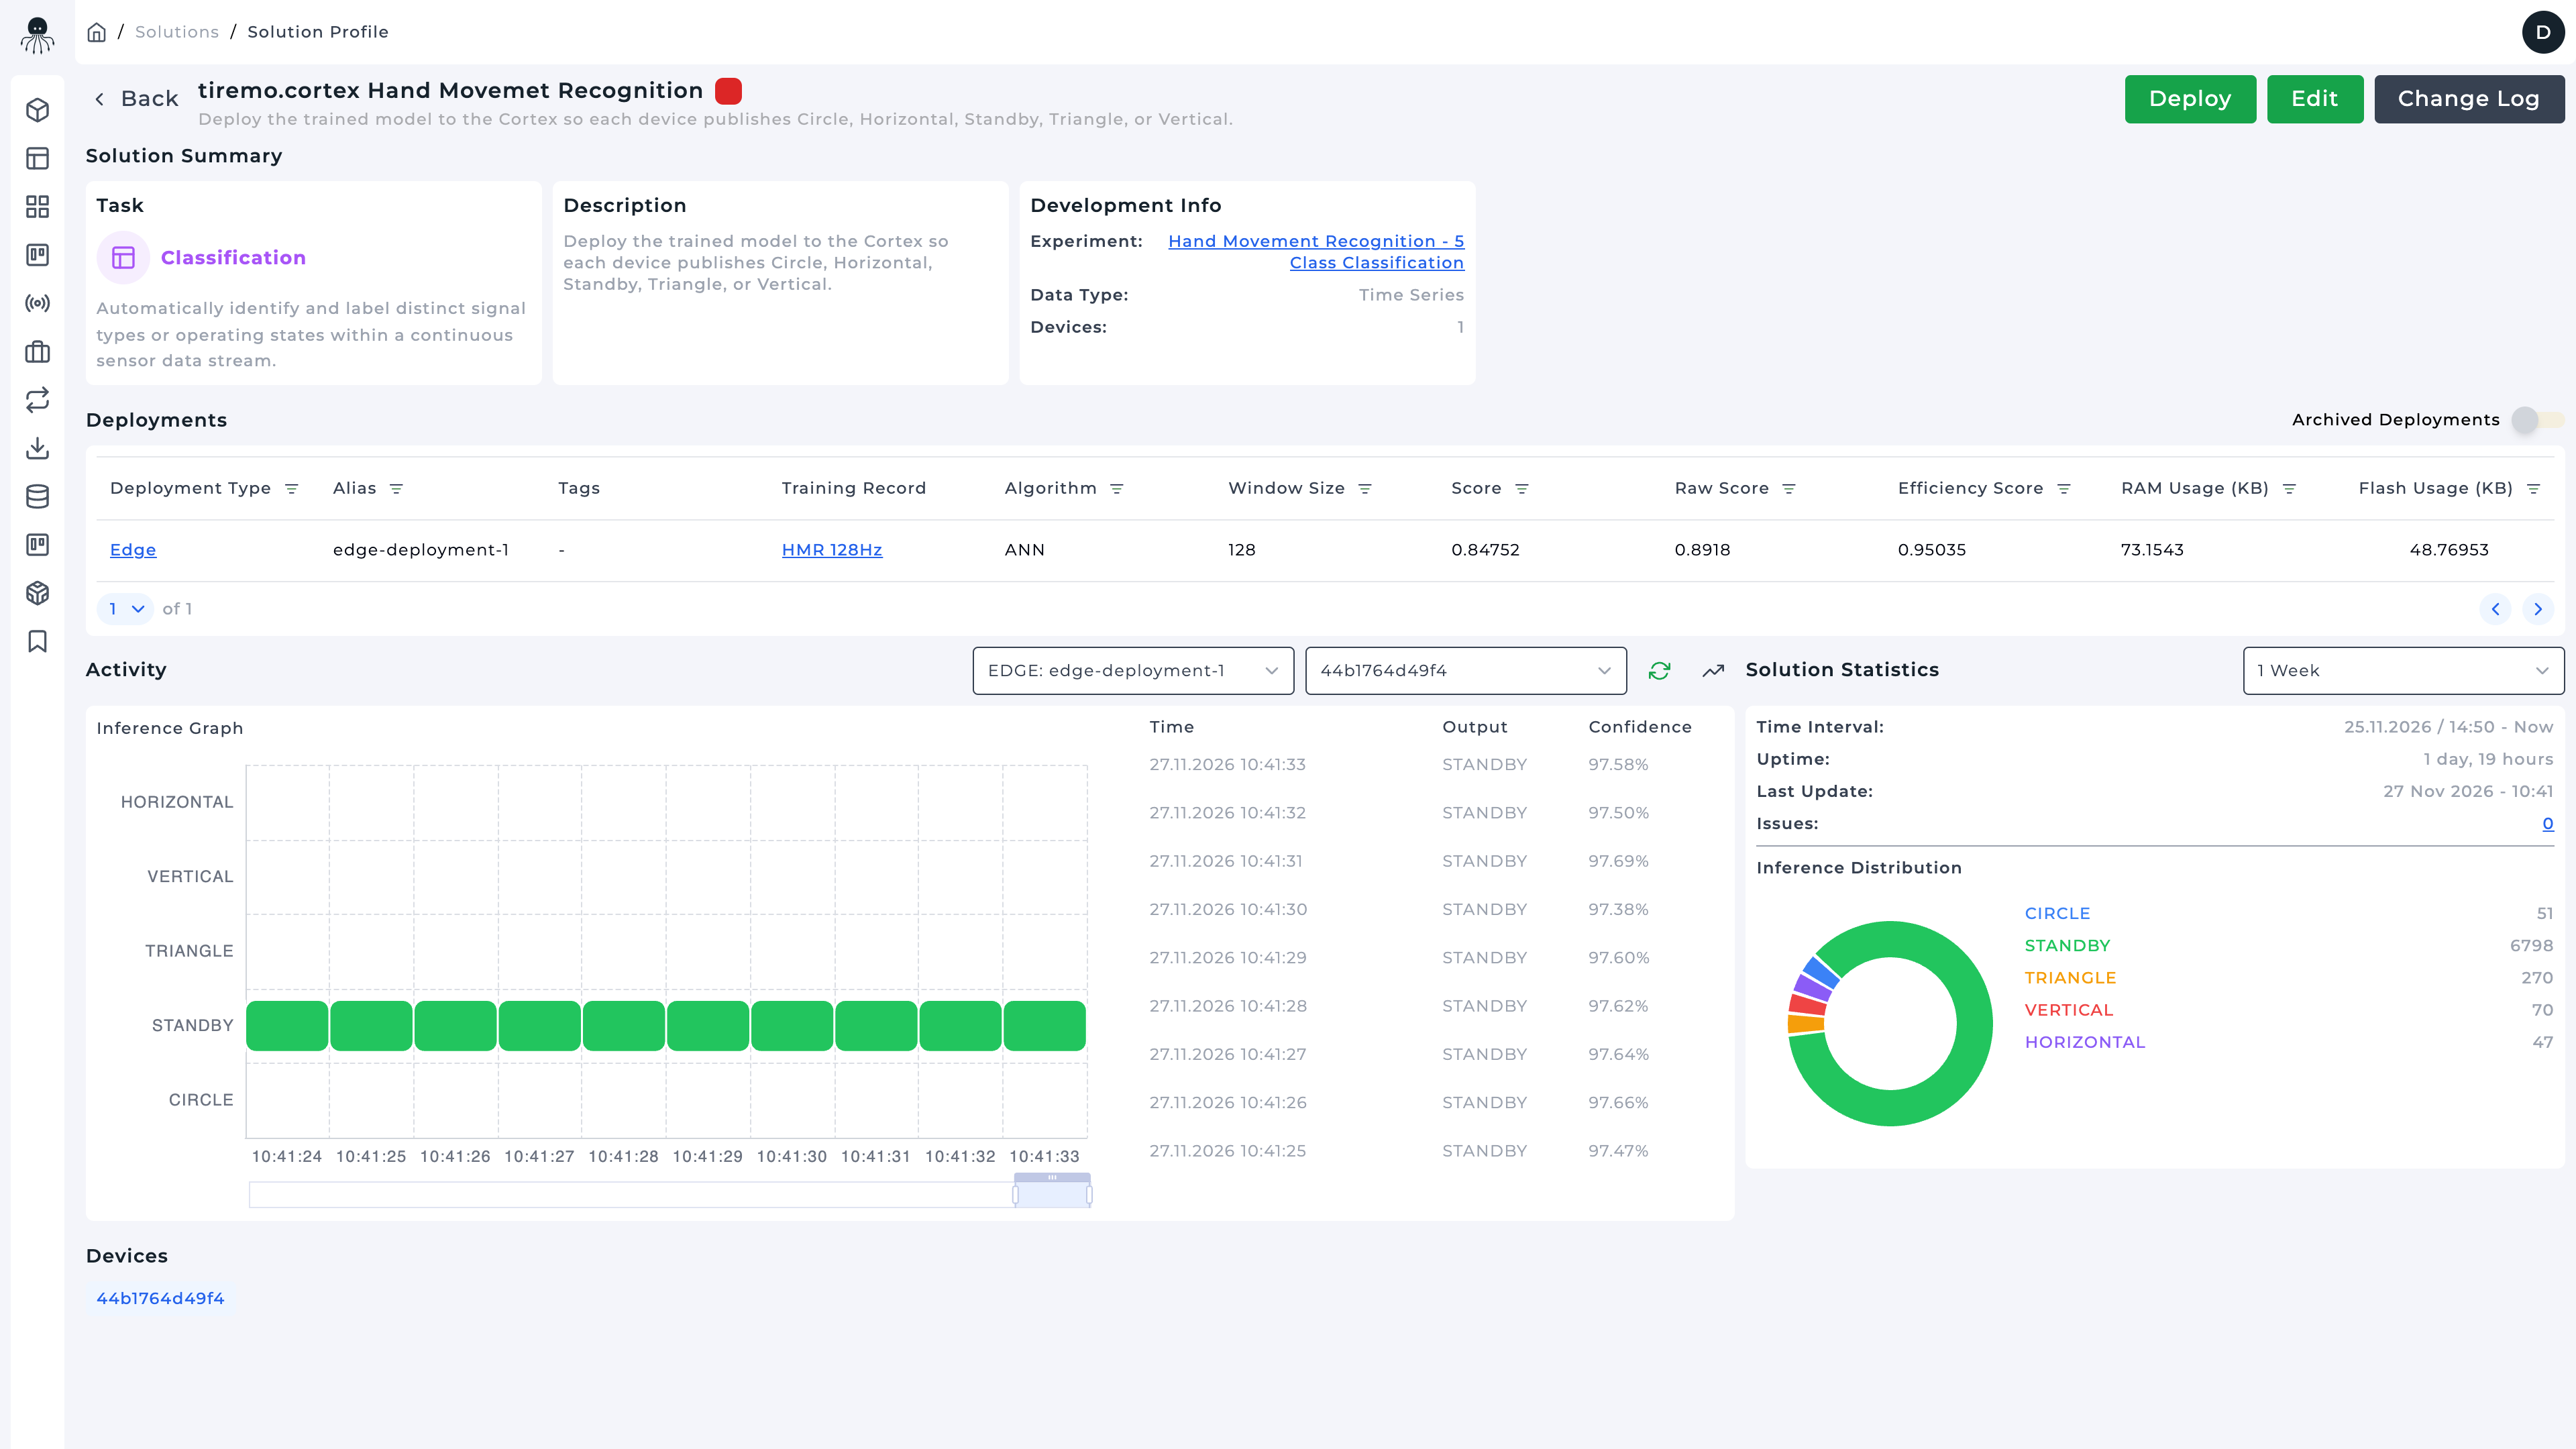 / Solutions / Solution Profile
D
Back
tiremo.cortex Hand Movemet Recognition
Deploy the trained model to the Cortex so each device publishes Circle, Horizontal, Standby, Triangle, or Vertical.
Deploy
Edit
Change Log
Solution Summary
Task
Classification
Automatically identify and label distinct signal
types or operating states within a continuous
sensor data stream.
Description
Deploy the trained model to the Cortex so
each device publishes Circle, Horizontal,
Standby, Triangle, or Vertical.
Development Info
Experiment: Hand Movement Recognition - 5
Class Classification
Data Type: Time Series
Devices: 1
Deployments
Archived Deployments
Deployment Type Alias Tags Training Record Algorithm Window Size Score Raw Score Efficiency Score RAM Usage (KB) Flash Usage (KB)
Edge edge-deployment-1 - HMR 128Hz ANN 128 0.84752 0.8918 0.95035 73.1543 48.76953
1 of 1
Activity
EDGE: edge-deployment-1
44b1764d49f4
Inference Graph
HORIZONTAL
VERTICAL
TRIANGLE
STANDBY
CIRCLE
10:41:24 10:41:25 10:41:26 10:41:27 10:41:28 10:41:29 10:41:30 10:41:31 10:41:32 10:41:33
Time Output Confidence
27.11.2026 10:41:33 STANDBY 97.58%
27.11.2026 10:41:32 STANDBY 97.50%
27.11.2026 10:41:31 STANDBY 97.69%
27.11.2026 10:41:30 STANDBY 97.38%
27.11.2026 10:41:29 STANDBY 97.60%
27.11.2026 10:41:28 STANDBY 97.62%
27.11.2026 10:41:27 STANDBY 97.64%
27.11.2026 10:41:26 STANDBY 97.66%
27.11.2026 10:41:25 STANDBY 97.47%
Solution Statistics
1 Week
Time Interval: 25.11.2026 / 14:50 - Now
Uptime: 1 day, 19 hours
Last Update: 27 Nov 2026 - 10:41
Issues: 0
Inference Distribution
CIRCLE 51
STANDBY 6798
TRIANGLE 270
VERTICAL 70
HORIZONTAL 47
Devices
44b1764d49f4